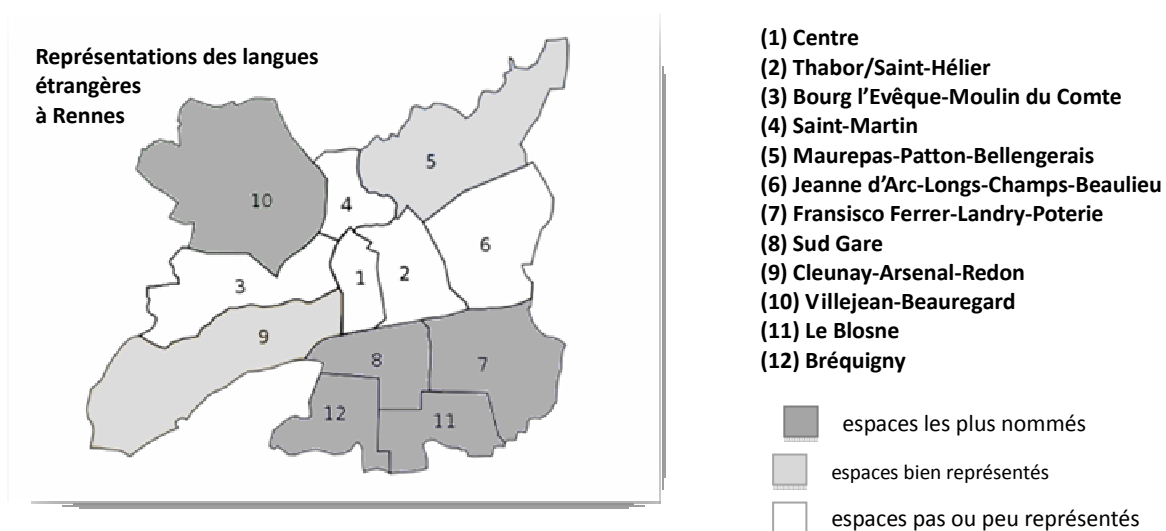 Représentations des langues
étrangères
à Rennes
5
10
4
6
1
2
3
9
8
7
12
11
(1) Centre
(2) Thabor/Saint-Hélier
(3) Bourg l’Evêque-Moulin du Comte
(4) Saint-Martin
(5) Maurepas-Patton-Bellengerais
(6) Jeanne d’Arc-Longs-Champs-Beaulieu
(7) Fransisco Ferrer-Landry-Poterie
(8) Sud Gare
(9) Cleunay-Arsenal-Redon
(10) Villejean-Beauregard
(11) Le Blosne
(12) Bréquigny
espaces les plus nommés
espaces bien représentés
espaces pas ou peu représentés